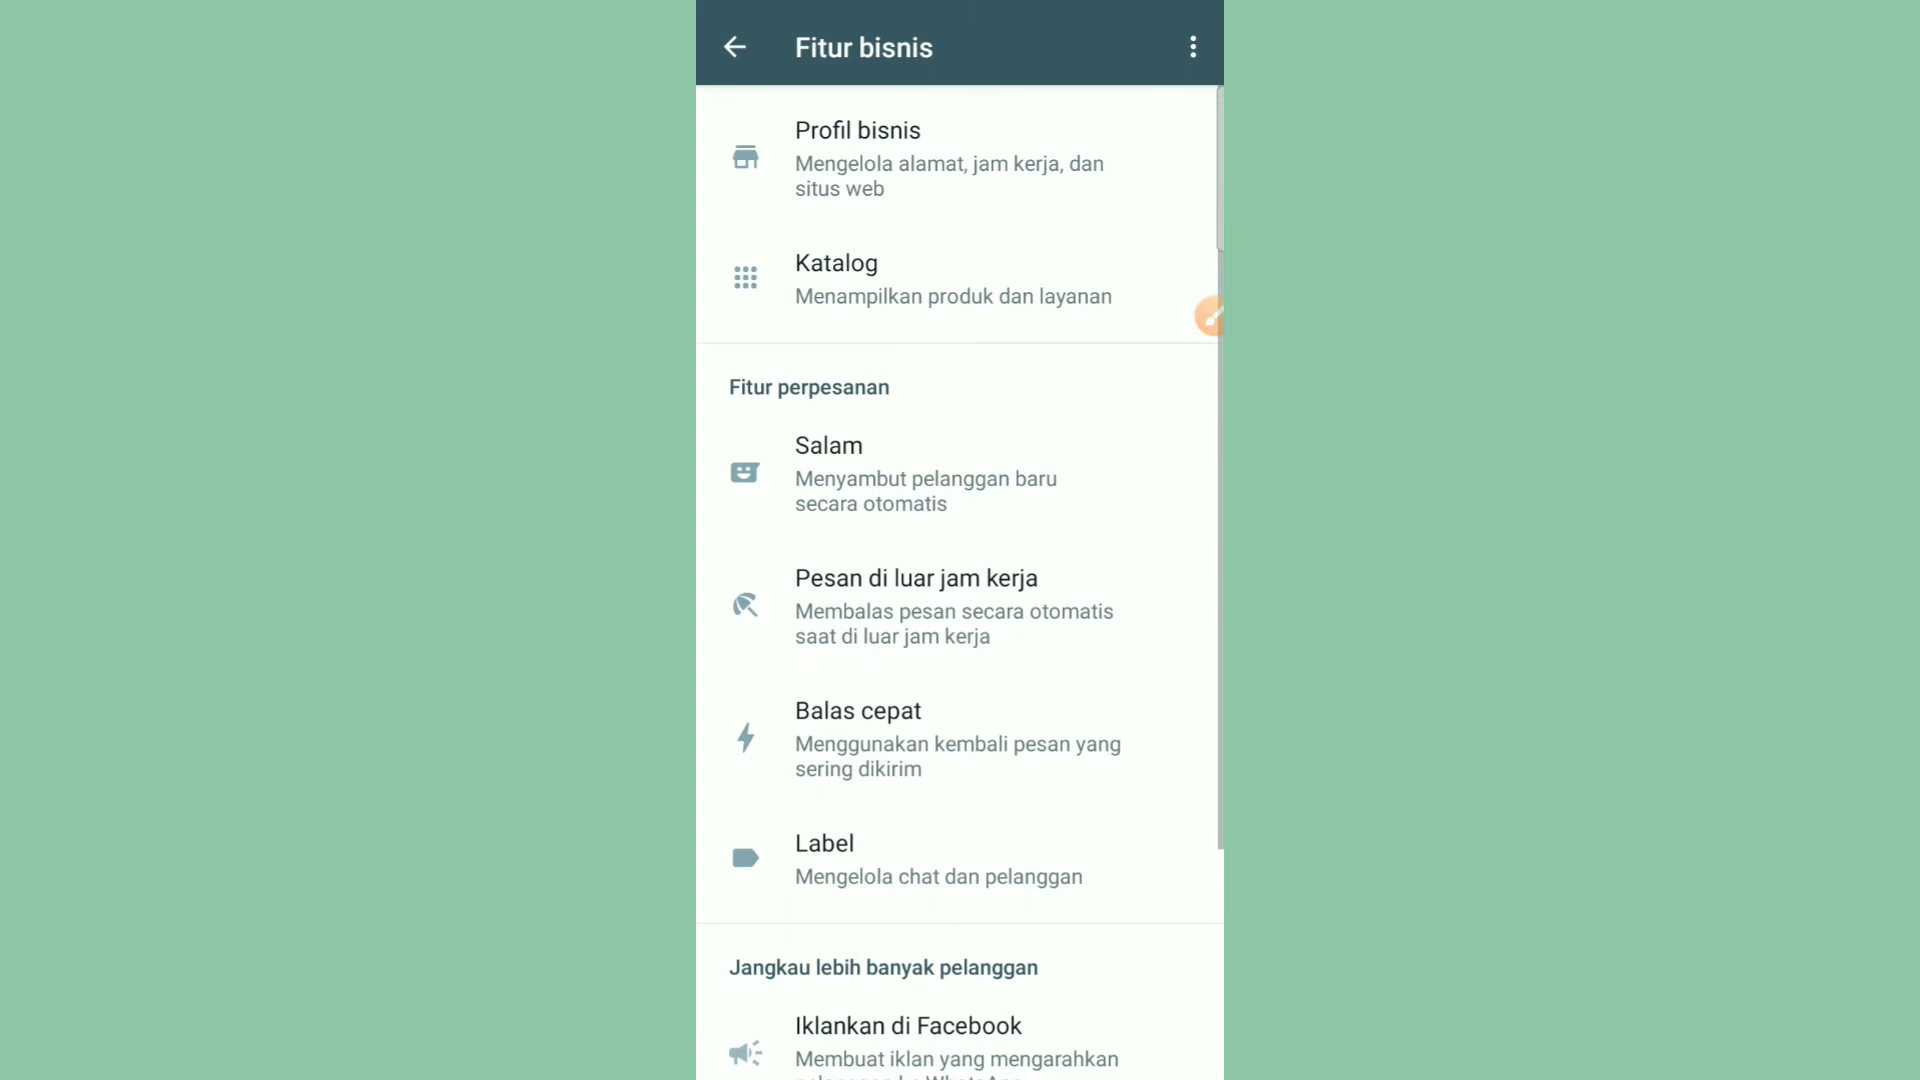 Fitur bisnis
Profil bisnis
Mengelola alamat, jam kerja, dan
situs web
Katalog
Menampilkan produk dan layanan
Fitur perpesanan
Salam
Menyambut pelanggan baru
secara otomatis
Pesan di luar jam kerja
Membalas pesan secara otomatis
saat di luar jam kerja
Balas cepat
Menggunakan kembali pesan yang
sering dikirim
Label
Mengelola chat dan pelanggan
Jangkau lebih banyak pelanggan
Iklankan di Facebook
Membuat iklan yang mengarahkan